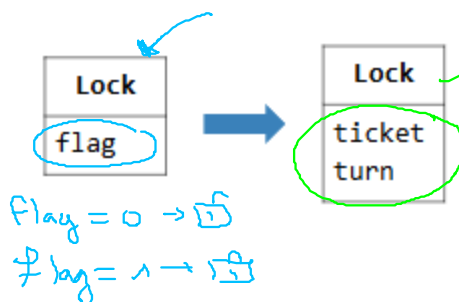 Lock
flag
Lock
ticket
turn
flag = 0 →
flag = 1 →